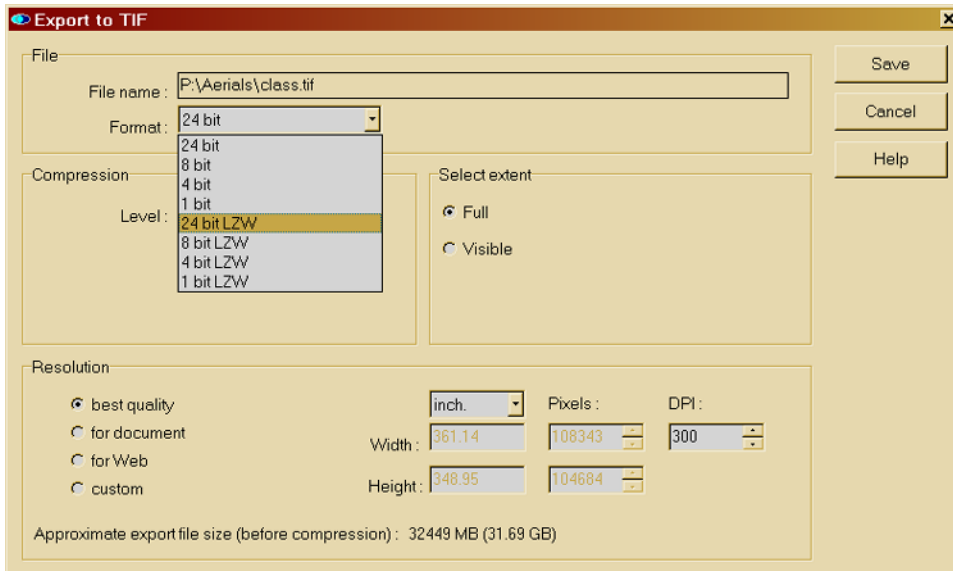 Export to TIF
File
File name : P:\Aerials\class.tif
Format : 24 bit
24 bit
8 bit
4 bit
1 bit
24 bit LZW
8 bit LZW
4 bit LZW
1 bit LZW
Compression
Level :
Select extent
Full
Visible
Save
Cancel
Help
Resolution
best quality
for document
for Web
custom
inch. Pixels : DPI :
Width : 361.14 108343 300
Height : 348.95 104684
Approximate export file size (before compression) : 32449 MB (31.69 GB)